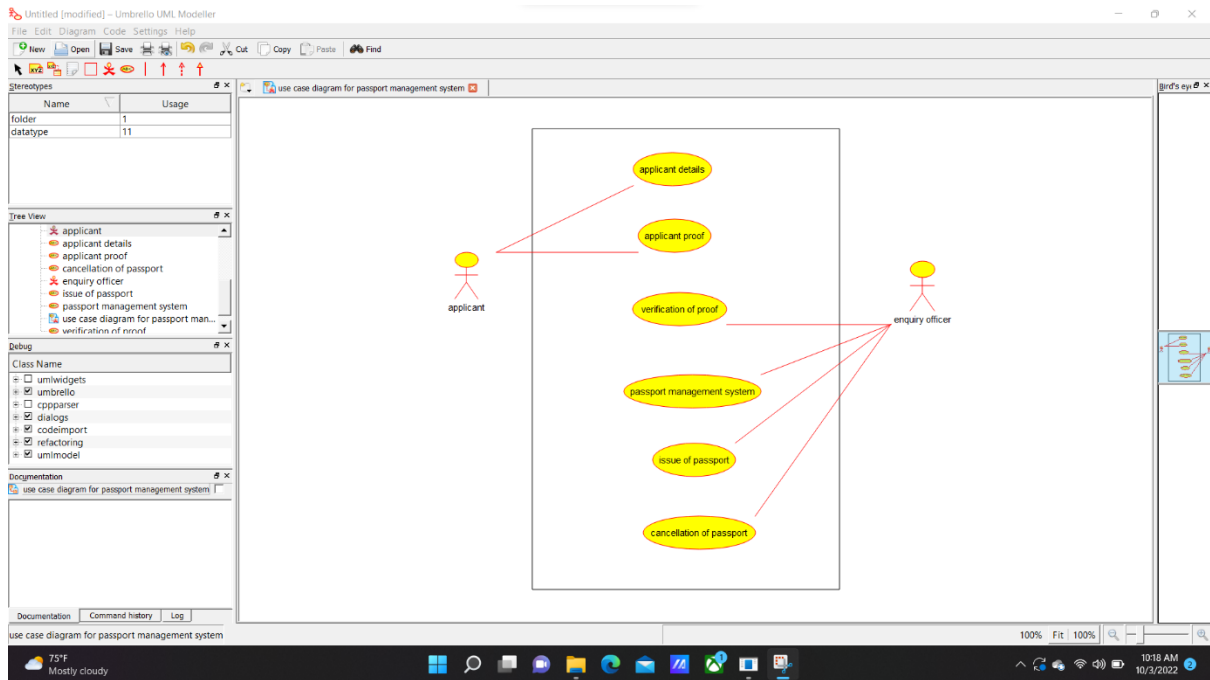 Untitled [modified] – Umbrello UML Modeller
File Edit Diagram Code Settings Help
New Open Save Cut Copy Paste Find
XYZ
Stereotypes
use case diagram for passport management system
Bird's eye
Name Usage
folder 1
datatype 11
Tree View
applicant
applicant details
applicant proof
cancellation of passport
enquiry officer
issue of passport
passport management system
use case diagram for passport man...
verification of proof
Debug
Class Name
umlwidgets
umbrello
cppparser
dialogs
codeimport
refactoring
umlmodel
Documentation
use case diagram for passport management system
Documentation Command history Log
use case diagram for passport management system
applicant details
applicant proof
applicant
verification of proof
enquiry officer
passport management system
issue of passport
cancellation of passport
100% Fit 100%
75°F
Mostly cloudy
1
10:18 AM
10/3/2022
2